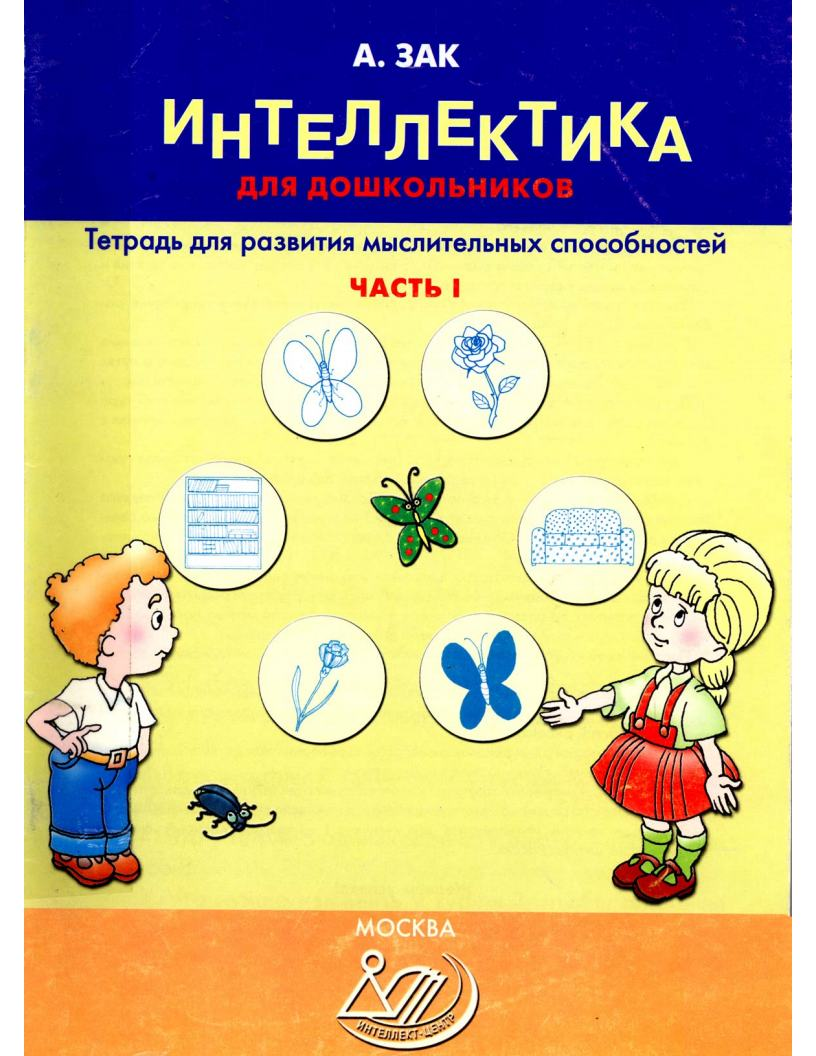 А. ЗАК
ИНТЕЛЛЕКТИКА
ДЛЯ ДОШКОЛЬНИКОВ
Тетрадь для развития мыслительных способностей
ЧАСТЬ I
МОСКВА
ИНТЕЛЛЕКТ-ЦЕНТР